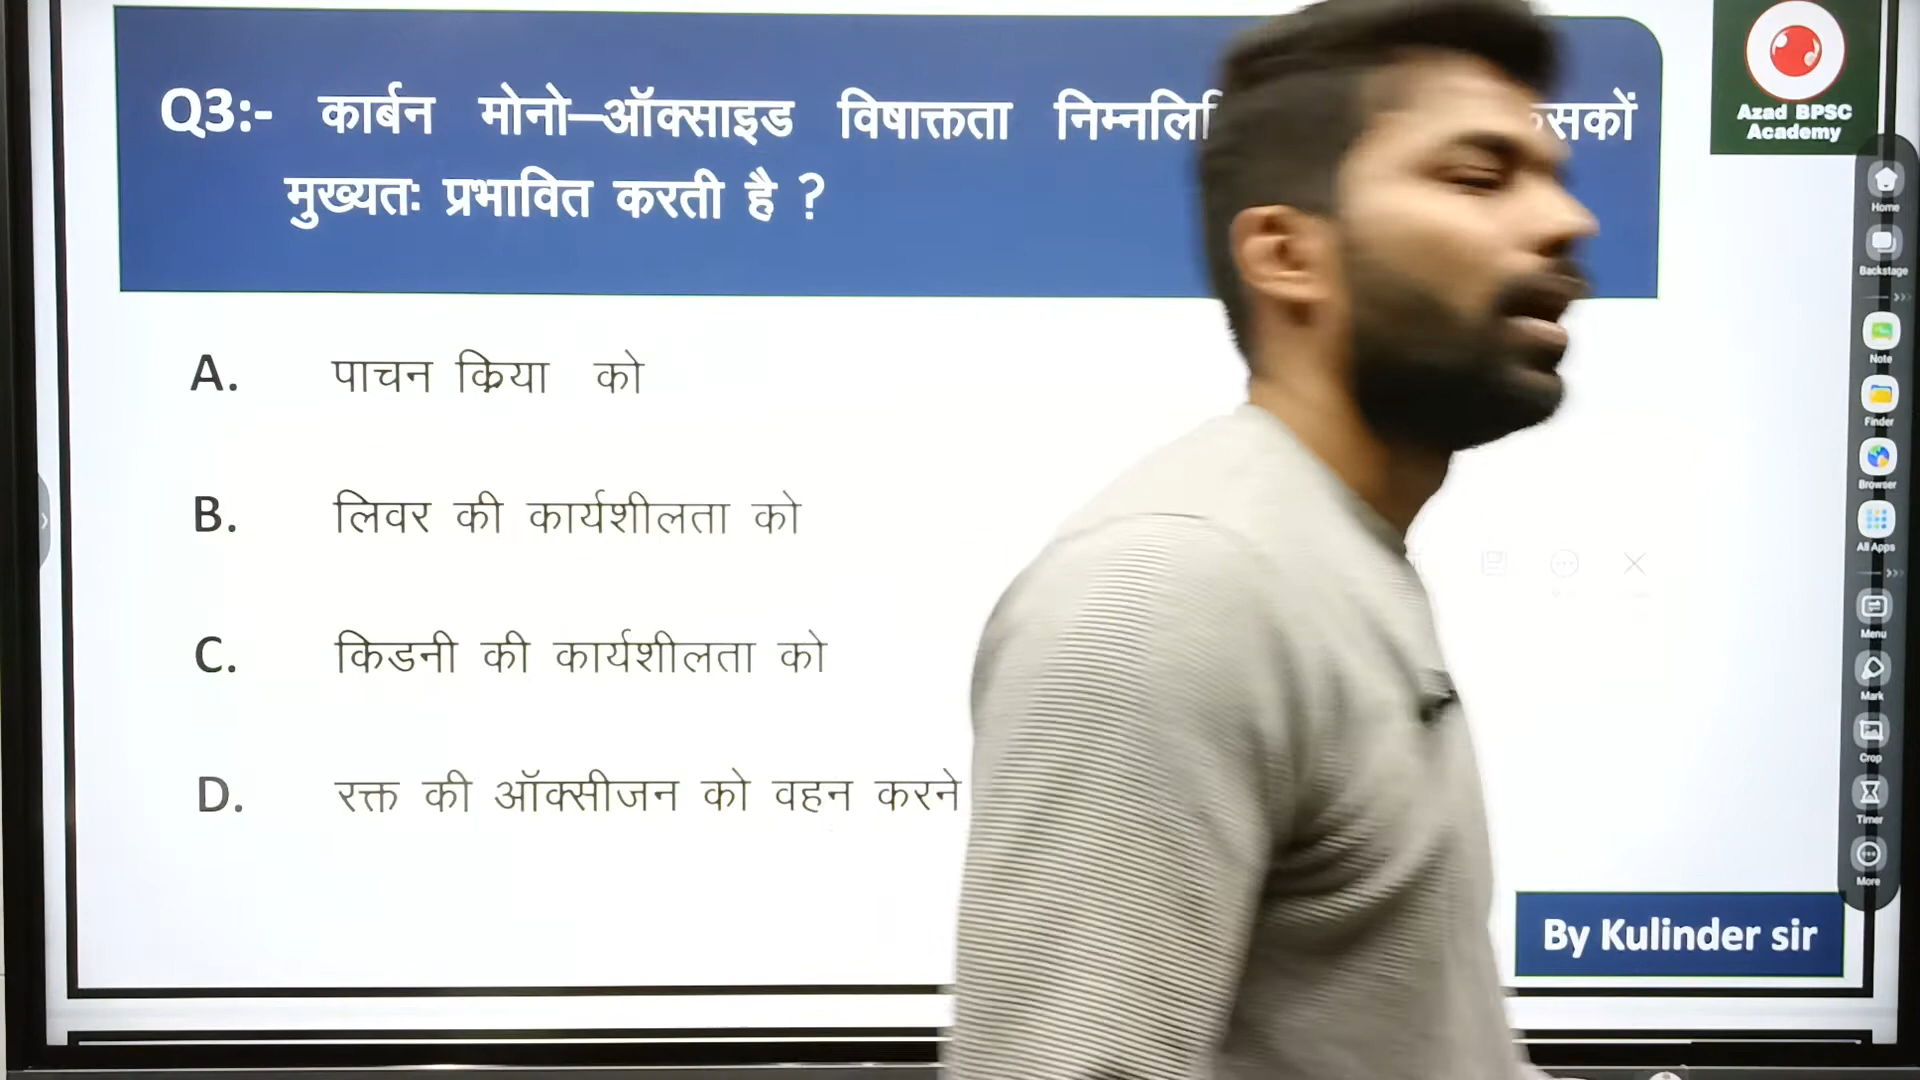 Q3:- कार्बन मोनो–ऑक्साइड विषाक्तता
मुख्यतः प्रभावित करती है ?
A. पाचन क्रिया को
B. लिवर की कार्यशीलता को
C. किडनी की कार्यशीलता को
D. रक्त की ऑक्सीजन को वहन करने
By Kulinder sir
Azad BPSC
Academy
Home
Backstage
Note
Finder
Browser
All Apps
Menu
Mark
Crop
Timer
More